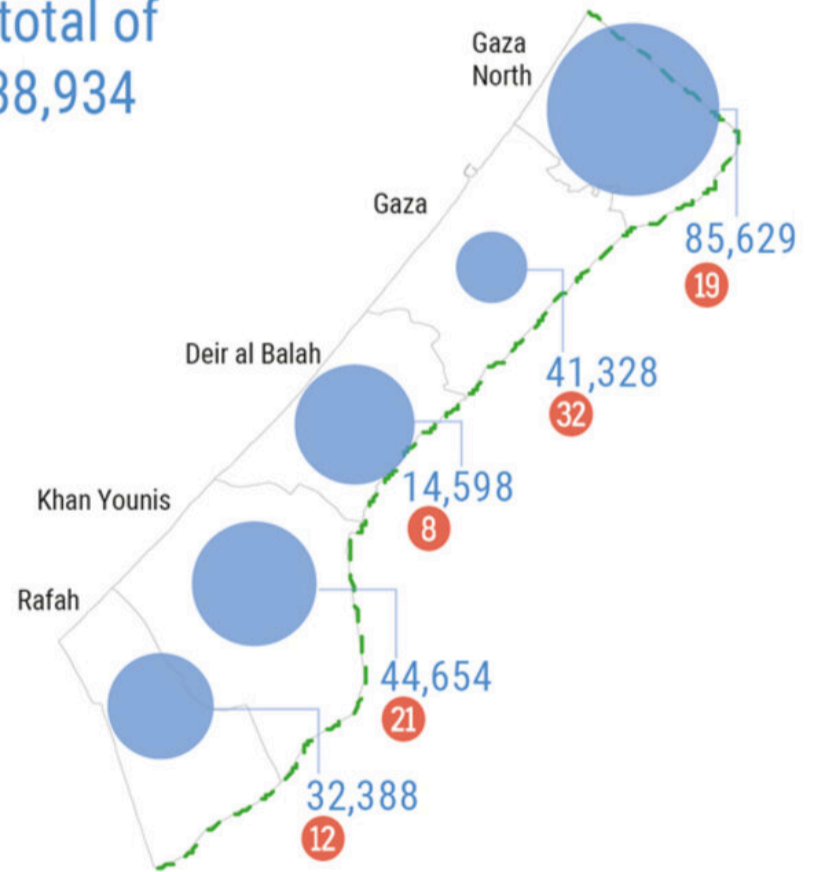 total of
38,934
Gaza
North
85,629
19
Gaza
41,328
32
Deir al Balah
14,598
8
Khan Younis
44,654
21
Rafah
32,388
12